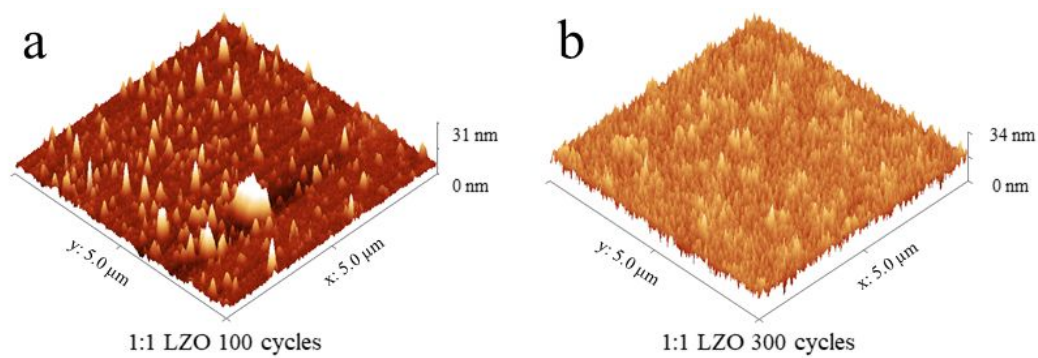 a
31 nm
0 nm
y: 5.0 µm
x: 5.0 µm
1:1 LZO 100 cycles
b
34 nm
0 nm
y: 5.0 µm
x: 5.0 µm
1:1 LZO 300 cycles